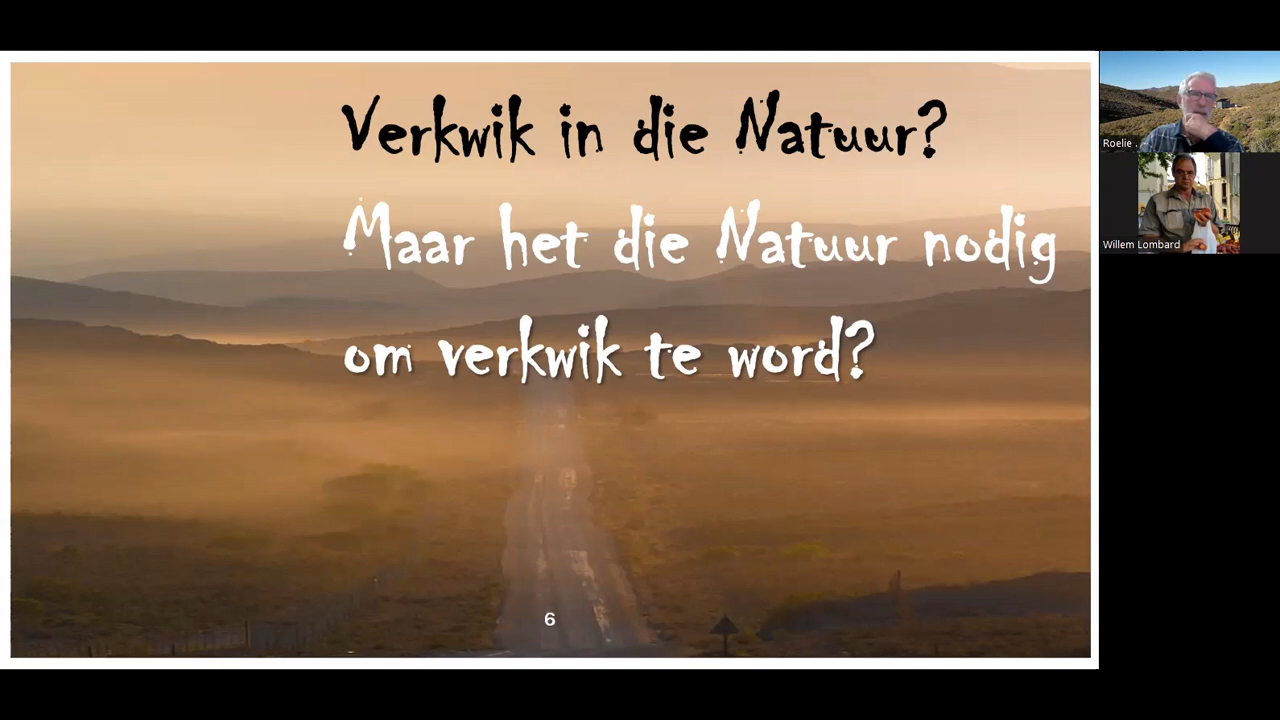 Verkwik in die Natuur?
Maar het die Natuur nodig
om verkwik te word?
6
Roelie .
Willem Lombard